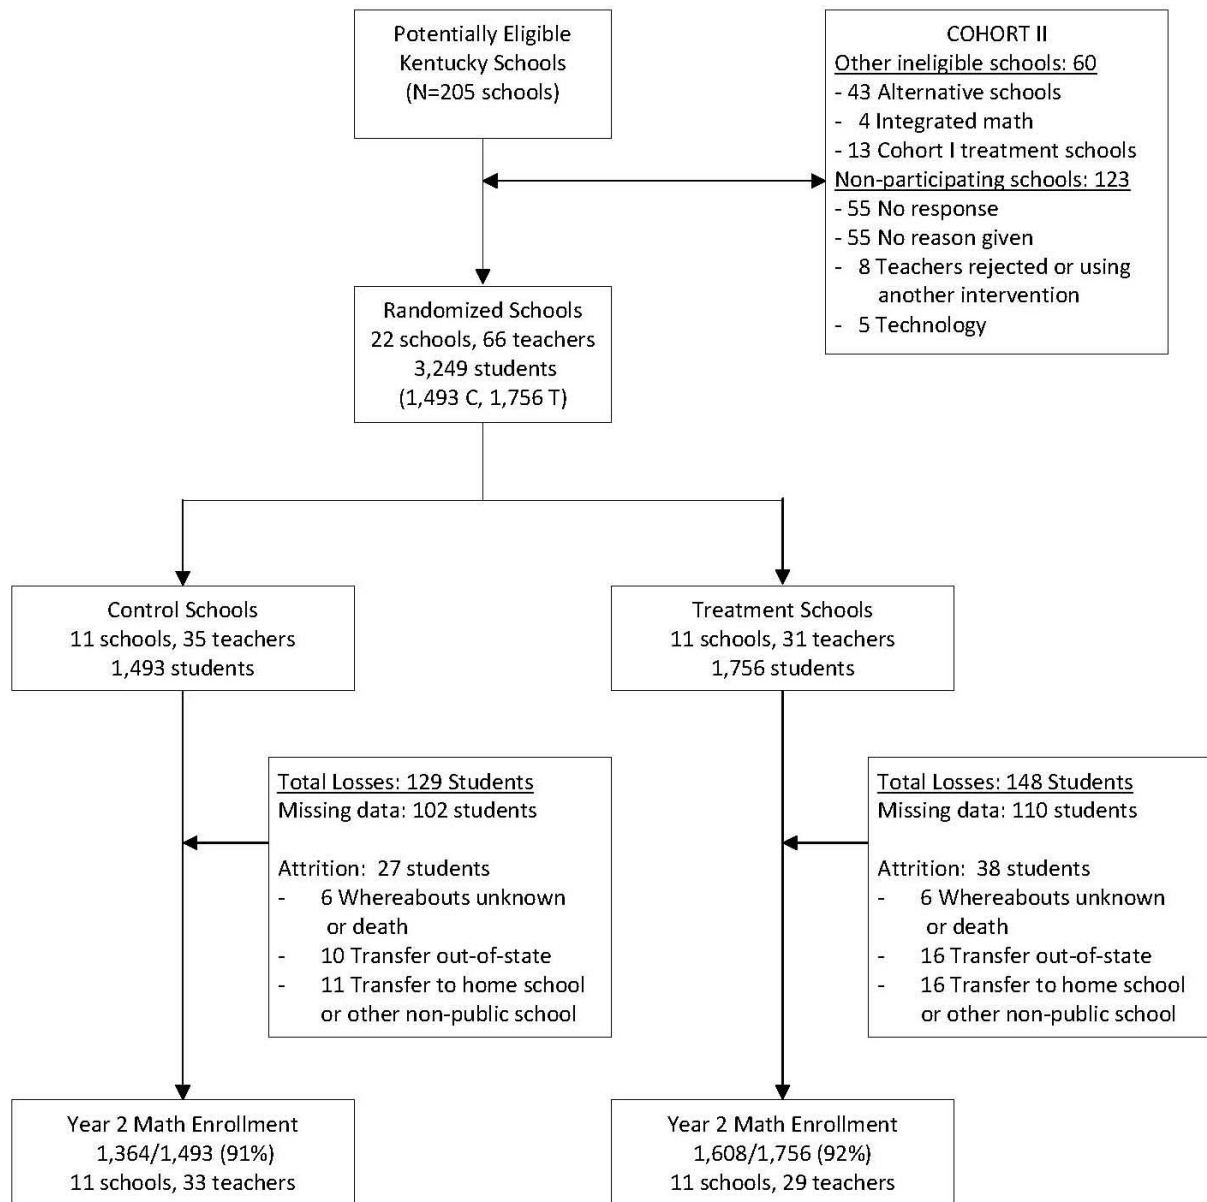 Potentially Eligible
Kentucky Schools
(N=205 schools)
COHORT II
Other ineligible schools: 60
- 43 Alternative schools
- 4 Integrated math
- 13 Cohort I treatment schools
Non-participating schools: 123
- 55 No response
- 55 No reason given
- 8 Teachers rejected or using
another intervention
- 5 Technology
Randomized Schools
22 schools, 66 teachers
3,249 students
(1,493 C, 1,756 T)
Control Schools
11 schools, 35 teachers
1,493 students
Treatment Schools
11 schools, 31 teachers
1,756 students
Total Losses: 129 Students
Missing data: 102 students
Attrition: 27 students
- 6 Whereabouts unknown
or death
- 10 Transfer out-of-state
- 11 Transfer to home school
or other non-public school
Total Losses: 148 Students
Missing data: 110 students
Attrition: 38 students
- 6 Whereabouts unknown
or death
- 16 Transfer out-of-state
- 16 Transfer to home school
or other non-public school
Year 2 Math Enrollment
1,364/1,493 (91%)
11 schools, 33 teachers
Year 2 Math Enrollment
1,608/1,756 (92%)
11 schools, 29 teachers